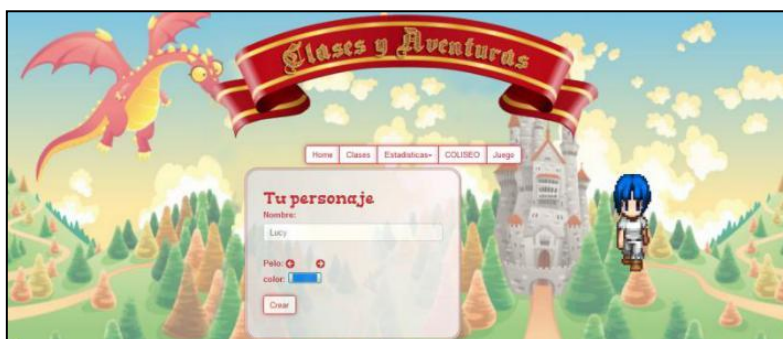 Clases y Aventuras
Home Clases Estadisticas COLISEO Juego
Tu personaje
Nombre:
Lucy
Pelo:
color:
Crear